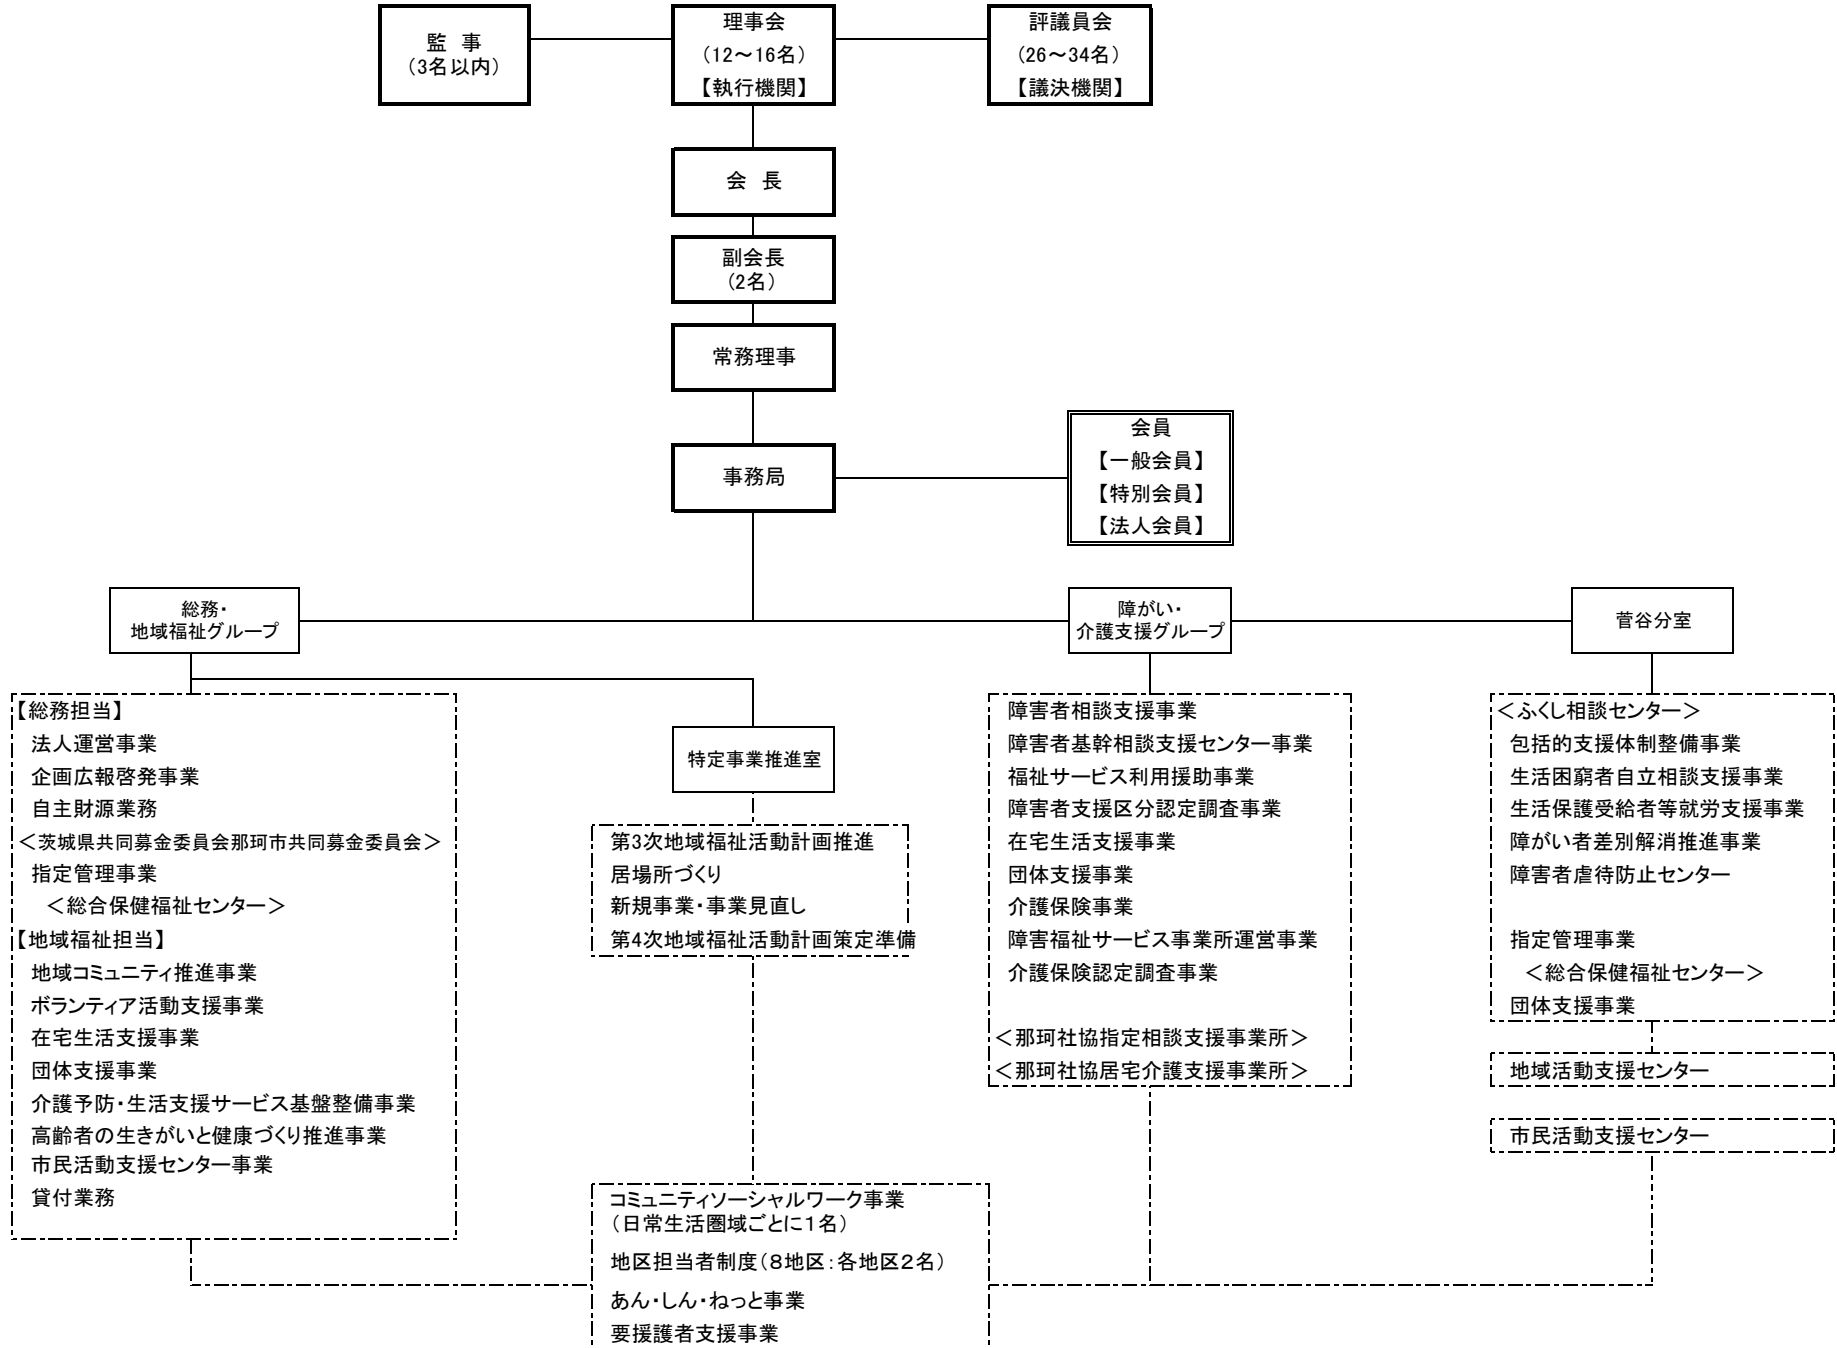 監　事
（3名以内）
理事会
（12～16名）
【執行機関】
評議員会
（26～34名）
【議決機関】
会　長
副会長
（2名）
常務理事
事務局
会員
【一般会員】
【特別会員】
【法人会員】
総務・
地域福祉グループ
障がい・
介護支援グループ
菅谷分室
【総務担当】
法人運営事業
企画広報啓発事業
自主財源業務
＜茨城県共同募金委員会那珂市共同募金委員会＞
指定管理事業
＜総合保健福祉センター＞
【地域福祉担当】
地域コミュニティ推進事業
ボランティア活動支援事業
在宅生活支援事業
団体支援事業
介護予防・生活支援サービス基盤整備事業
高齢者の生きがいと健康づくり推進事業
市民活動支援センター事業
貸付業務
特定事業推進室
第3次地域福祉活動計画推進
居場所づくり
新規事業・事業見直し
第4次地域福祉活動計画策定準備
障害者相談支援事業
障害者基幹相談支援センター事業
福祉サービス利用援助事業
障害者支援区分認定調査事業
在宅生活支援事業
団体支援事業
介護保険事業
障害福祉サービス事業所運営事業
介護保険認定調査事業
＜那珂社協指定相談支援事業所＞
＜那珂社協居宅介護支援事業所＞
＜ふくし相談センター＞
包括的支援体制整備事業
生活困窮者自立相談支援事業
生活保護受給者等就労支援事業
障がい者差別解消推進事業
障害者虐待防止センター
指定管理事業
＜総合保健福祉センター＞
団体支援事業
地域活動支援センター
市民活動支援センター
コミュニティソーシャルワーク事業
（日常生活圏域ごとに１名）
地区担当者制度（８地区：各地区２名）
あん・しん・ねっと事業
要援護者支援事業